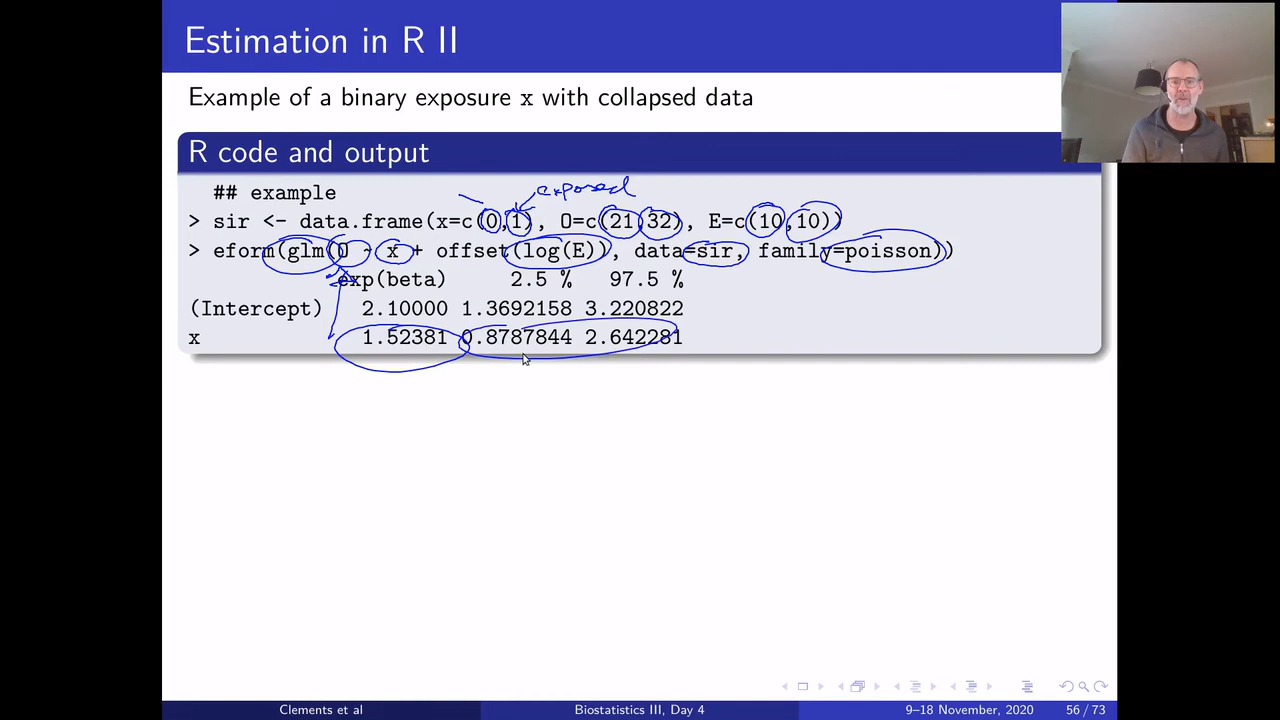 Estimation in R II
Example of a binary exposure x with collapsed data
R code and output
## example
exposed
> sir <- data.frame(x=c(0,1), O=c(21,32), E=c(10,10))
> eform(glm(O ~ x + offset(log(E)), data=sir, family=poisson))
exp(beta) 2.5 % 97.5 %
(Intercept) 2.10000 1.3692158 3.220822
x 1.52381 0.8787844 2.642281
Clements et al Biostatistics III, Day 4 9–18 November, 2020 56 / 73